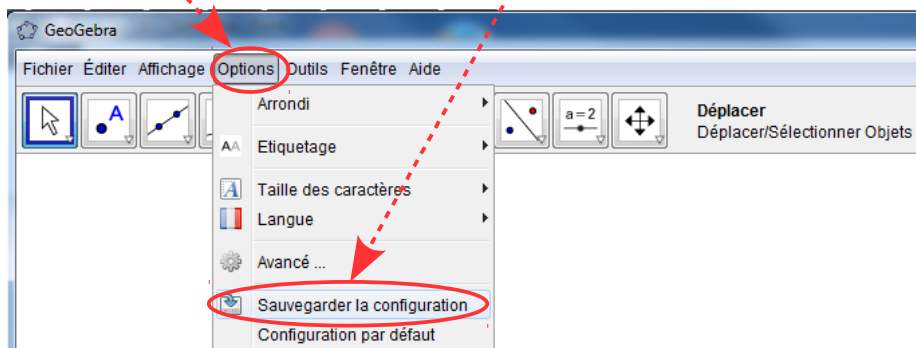 GeoGebra
Fichier Éditer Affichage Options Outils Fenêtre Aide
A
a=2
Déplacer
Déplacer/Sélectionner Objets
Arrondi
AA Etiquetage
A Taille des caractères
Langue
Avancé ...
Sauvegarder la configuration
Configuration par défaut